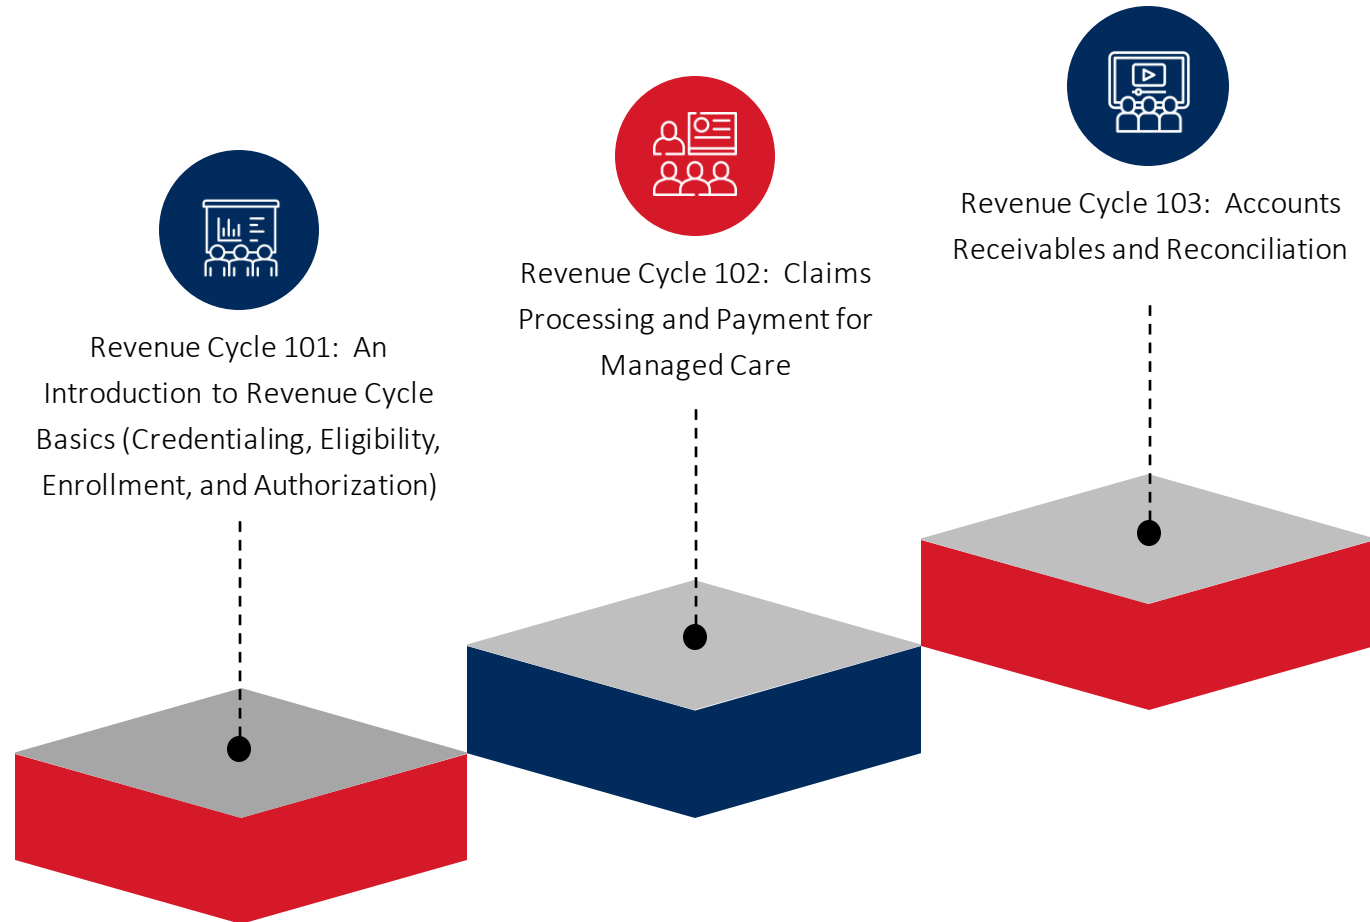 Revenue Cycle 101:  An
Introduction to Revenue Cycle
Basics (Credentialing, Eligibility,
Enrollment, and Authorization)
Revenue Cycle 102:  Claims
Processing and Payment for
Managed Care
Revenue Cycle 103:  Accounts
Receivables and Reconciliation